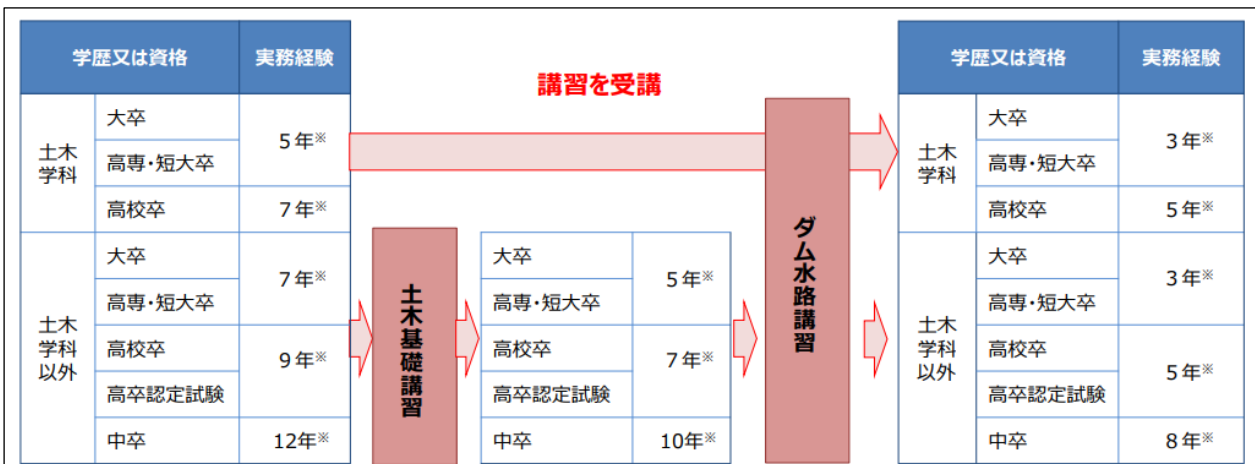 学歴又は資格 実務経験
土木
学科
大卒
高専・短大卒
5年※
高校卒 7年※
土木
学科
以外
大卒
高専・短大卒
7年※
高校卒
高卒認定試験
9年※
中卒 12年※
講習を受講
土木基礎講習
大卒
高専・短大卒
5年※
高校卒
高卒認定試験
7年※
中卒 10年※
ダム水路講習
学歴又は資格 実務経験
土木
学科
大卒
高専・短大卒
3年※
高校卒 5年※
土木
学科
以外
大卒
高専・短大卒
3年※
高校卒
高卒認定試験
5年※
中卒 8年※